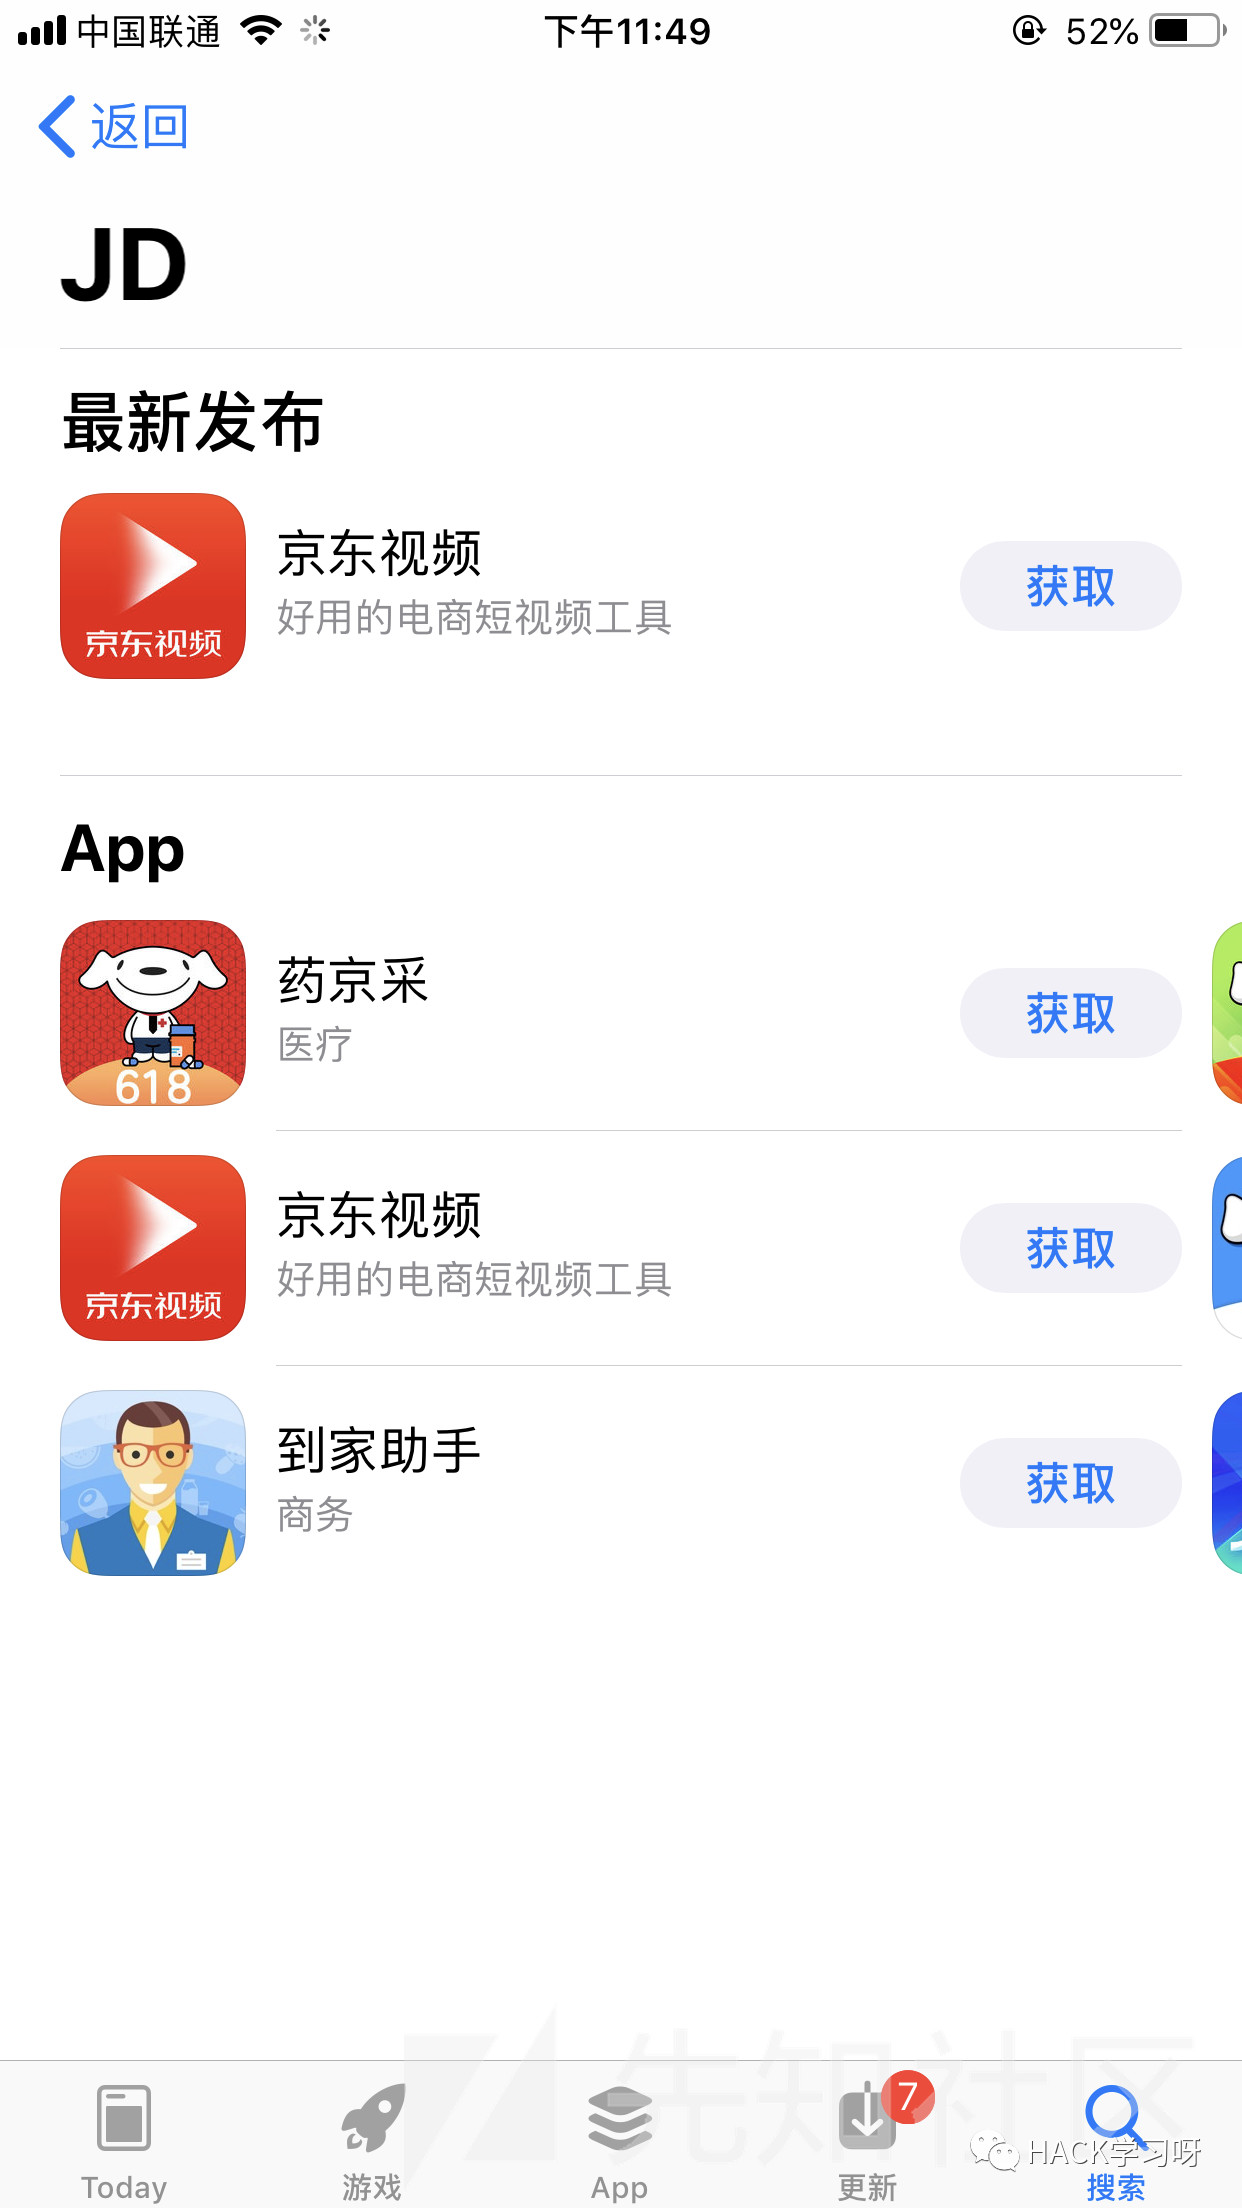 中国联通 下午11:49 52%
返回
JD
最新发布
京东视频
京东视频
好用的电商短视频工具
获取
App
618
药京采
医疗
获取
京东视频
京东视频
好用的电商短视频工具
获取
到家助手
商务
获取
先知社区
7
HACK学习呀
Today 游戏 App 更新 搜索